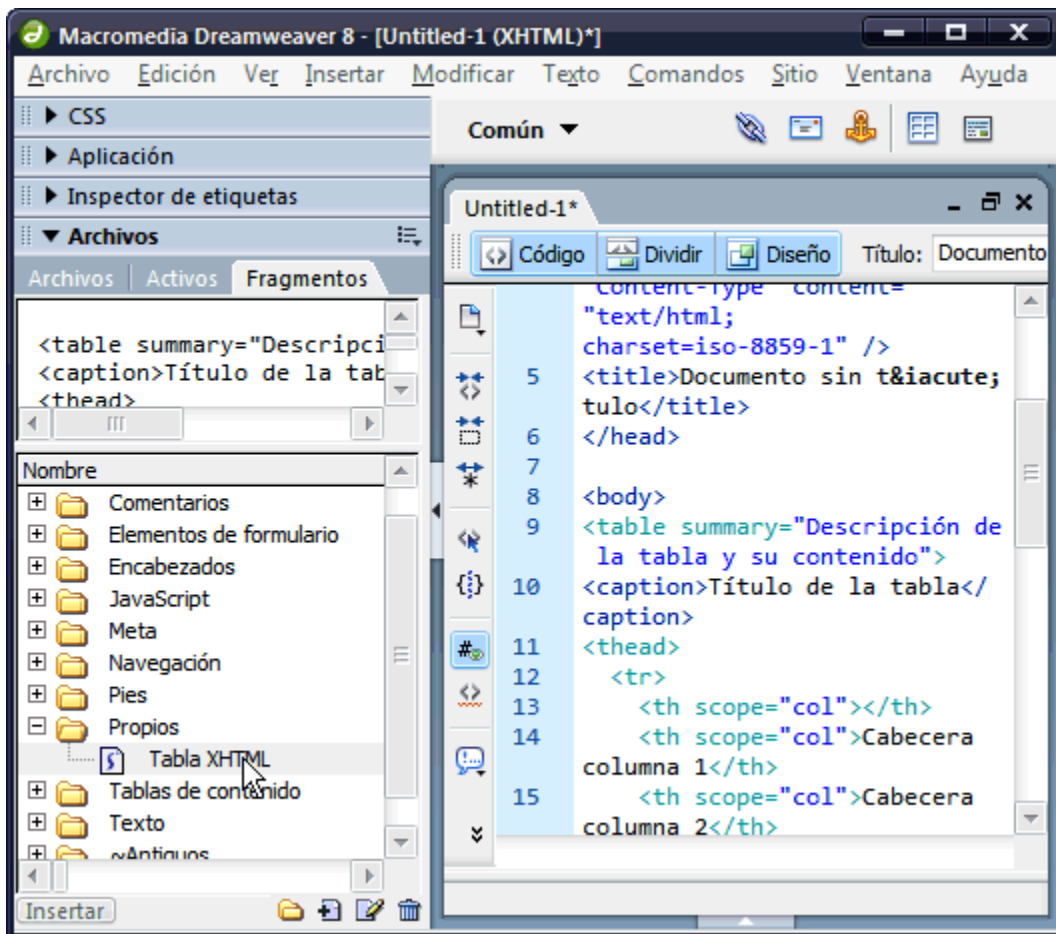 Macromedia Dreamweaver 8 - [Untitled-1 (XHTML)*]
Archivo Edición Ver Insertar Modificar Texto Comandos Sitio Ventana Ayuda
CSS
Aplicación
Inspector de etiquetas
Archivos
Archivos Activos Fragmentos
<table summary="Descripci
<caption>Título de la tab
<thead>
Nombre
Comentarios
Elementos de formulario
Encabezados
JavaScript
Meta
Navegación
Pies
Propios
Tabla XHTML
Tablas de contenido
Texto
~Antiguos
Insertar
Común
Untitled-1*
Código Dividir Diseño Título: Documento
Content-Type" content=
"text/html;
charset=iso-8859-1" />
5 <title>Documento sin t&iacute;
tulo</title>
6 </head>
7
8 <body>
9 <table summary="Descripción de
la tabla y su contenido">
10 <caption>Título de la tabla</
caption>
11 <thead>
12 <tr>
13 <th scope="col"></th>
14 <th scope="col">Cabecera
columna 1</th>
15 <th scope="col">Cabecera
columna 2</th>